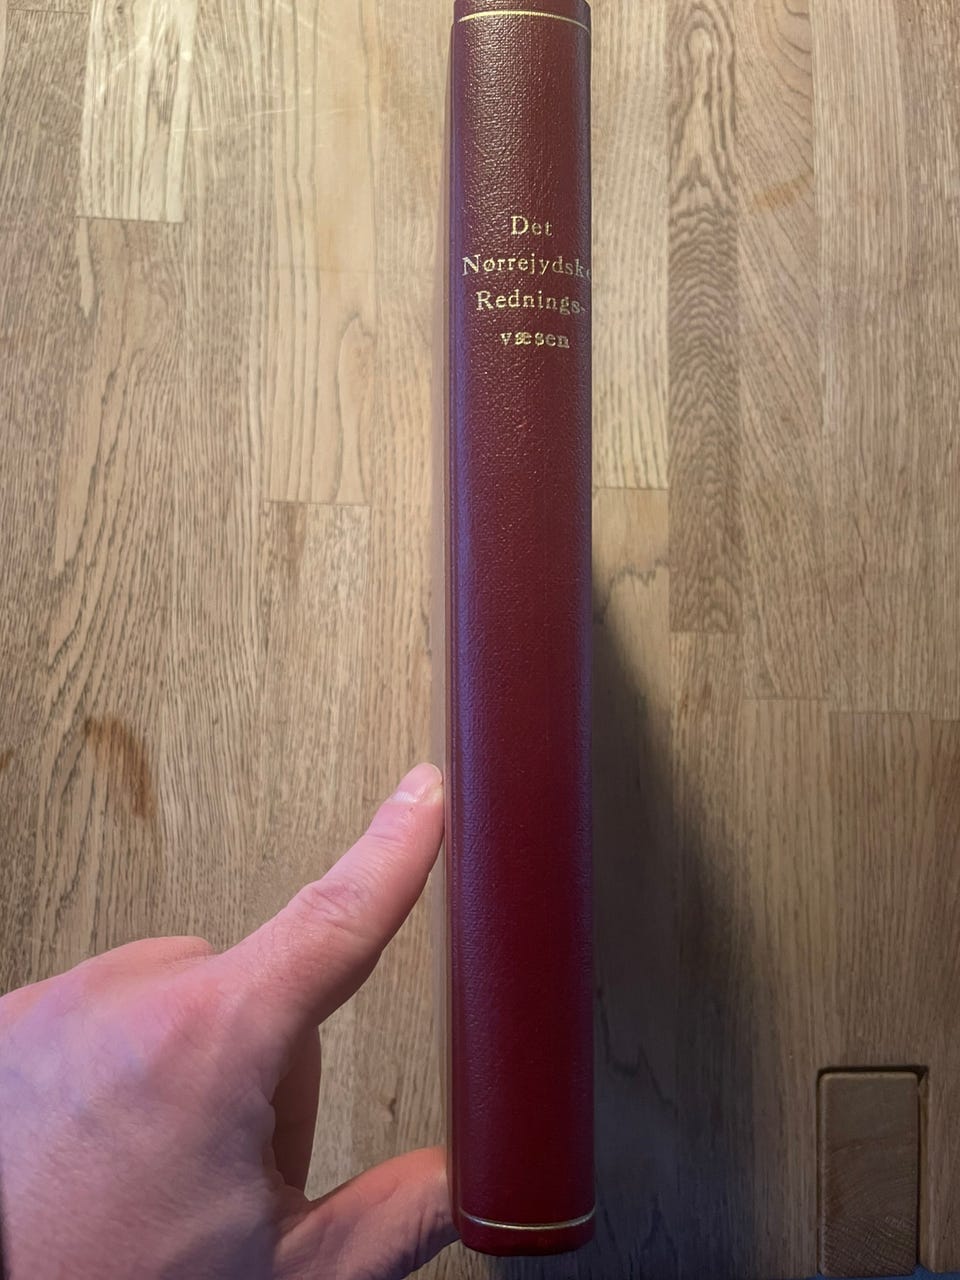 Det
Nørrejydske
Rednings-
væsen